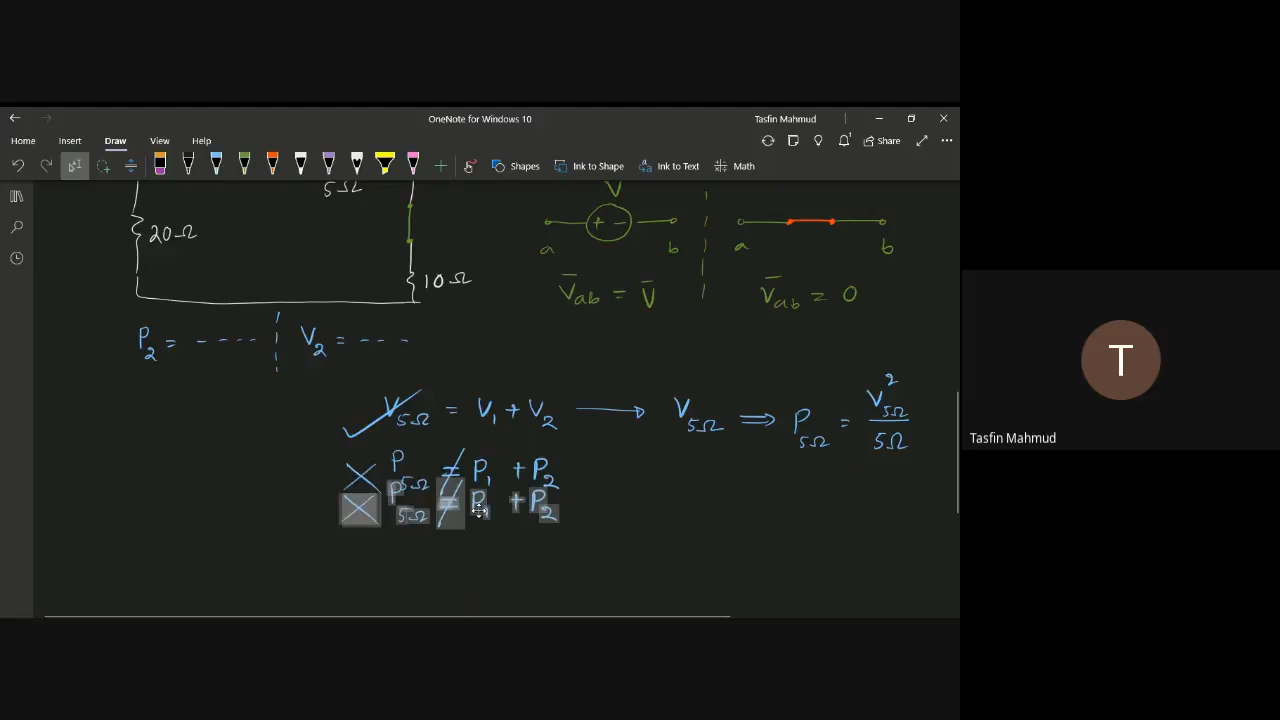 OneNote for Windows 10
Tasfin Mahmud
Home Insert Draw View Help
Share
Shapes Ink to Shape Ink to Text Math
5Ω
20Ω
10Ω
V
+ -
a b
V̅ab = V̅
a b
V̅ab = 0
P₂ = - - - - -
V₂ = - - -
V5Ω = V₁ + V₂ → V5Ω ⇒ P5Ω = V²5Ω / 5Ω
× P5Ω ≠ P₁ + P₂
× P5Ω ≠ P₁ + P₂
T
Tasfin Mahmud